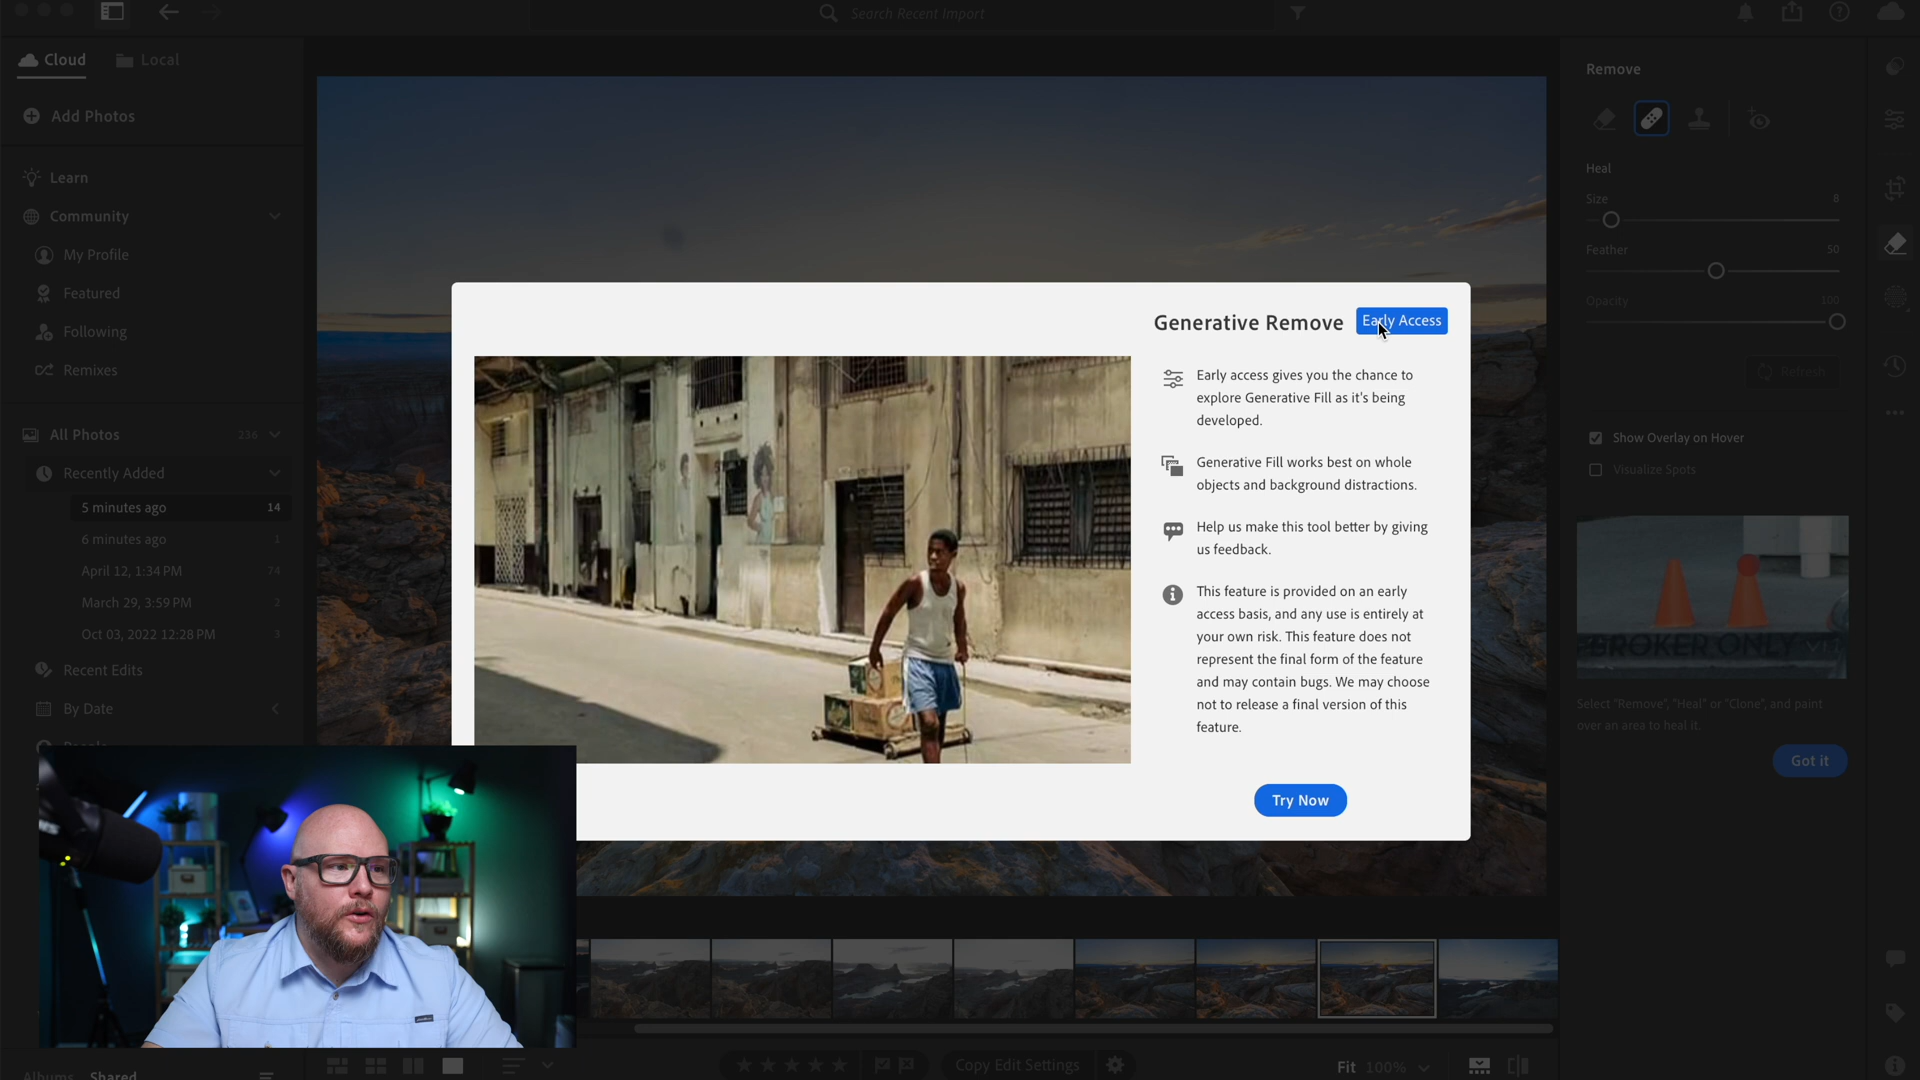 Search Recent Import
Cloud
Local
Add Photos
Learn
Community
My Profile
Featured
Following
Remixes
All Photos 236
Recently Added
5 minutes ago 14
6 minutes ago 1
April 12, 1:34 PM 74
March 29, 3:59 PM 2
Oct 03, 2022 12:28 PM 3
Recent Edits
By Date
People
Albums Shared
Generative Remove Early Access
Early access gives you the chance to
explore Generative Fill as it's being
developed.
Generative Fill works best on whole
objects and background distractions.
Help us make this tool better by giving
us feedback.
This feature is provided on an early
access basis, and any use is entirely at
your own risk. This feature does not
represent the final form of the feature
and may contain bugs. We may choose
not to release a final version of this
feature.
Try Now
Copy Edit Settings
Fit 100%
Remove
Heal
Size 8
Feather 50
Opacity 100
Refresh
Show Overlay on Hover
Visualize Spots
BROKER ONLY
Select "Remove", "Heal" or "Clone", and paint
over an area to heal it.
Got it